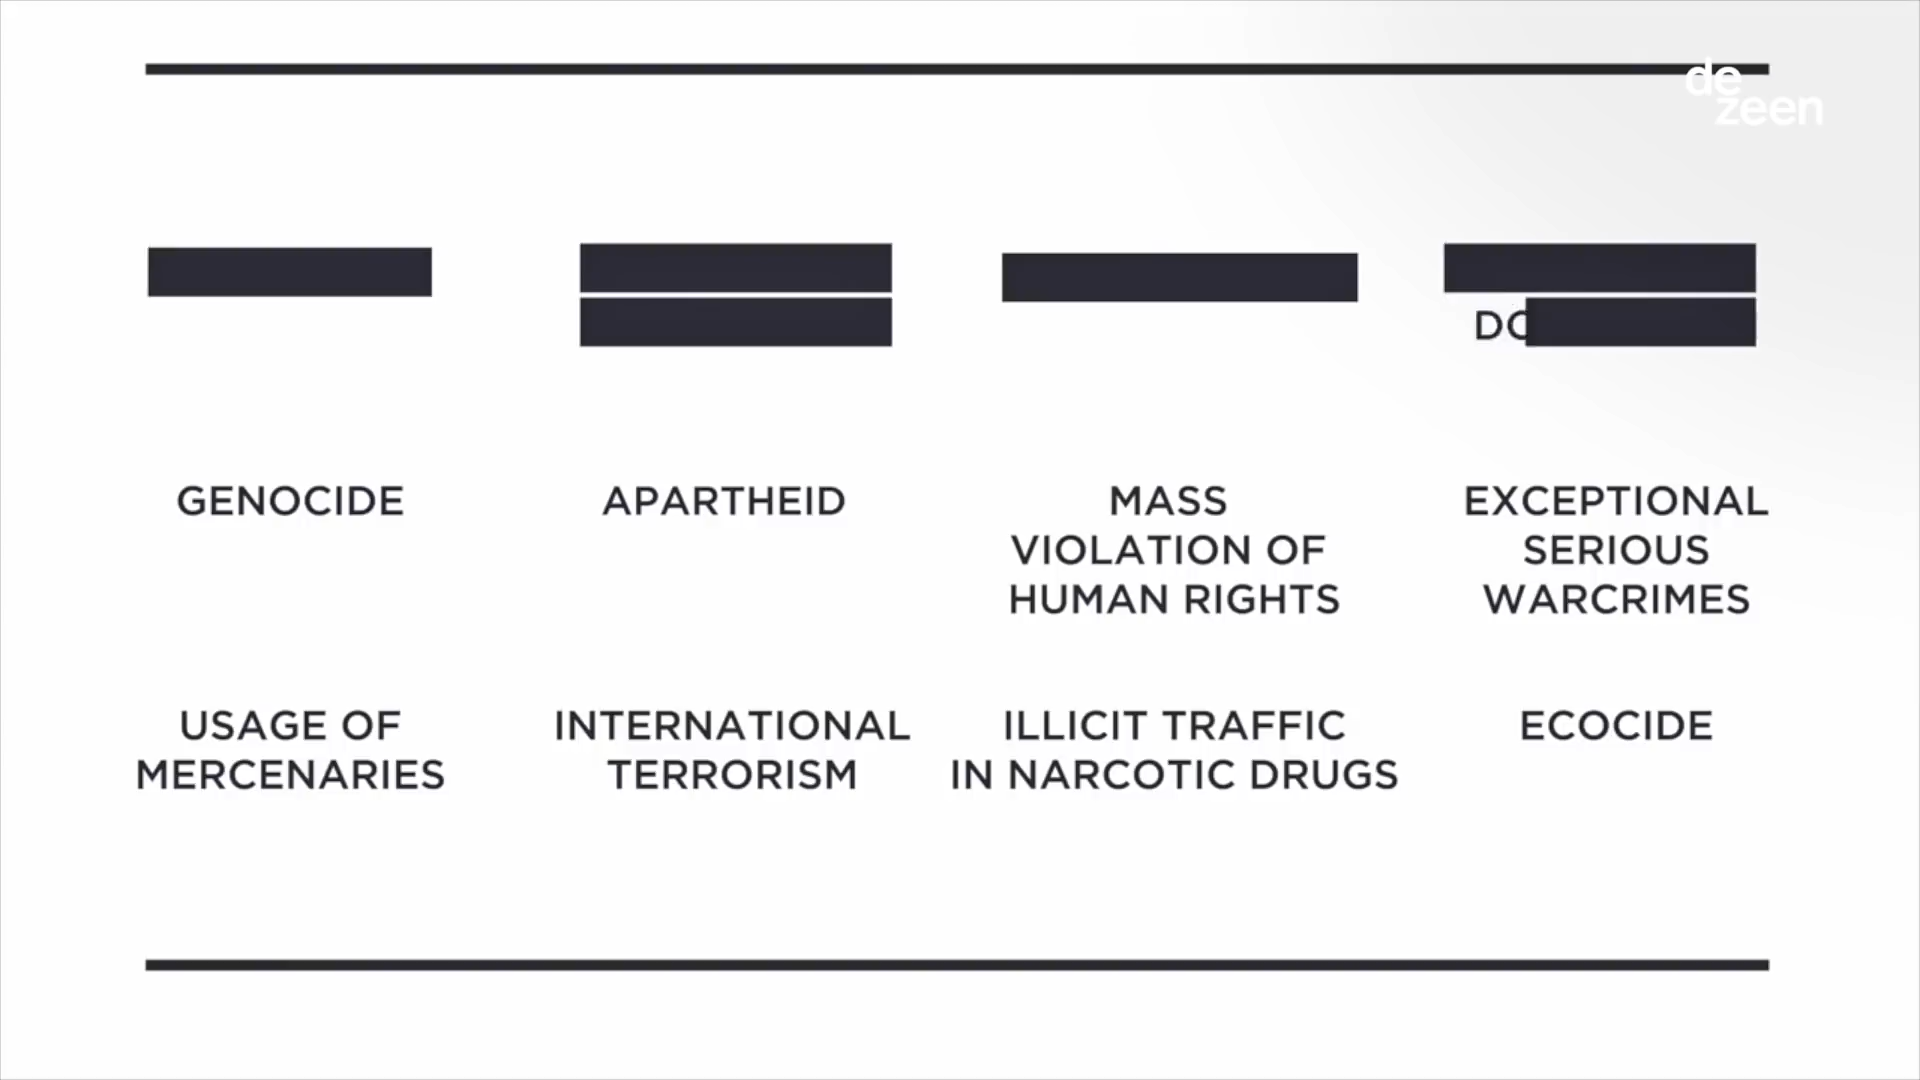 de
zeen
GENOCIDE
APARTHEID
MASS
VIOLATION OF
HUMAN RIGHTS
EXCEPTIONAL
SERIOUS
WARCRIMES
USAGE OF
MERCENARIES
INTERNATIONAL
TERRORISM
ILLICIT TRAFFIC
IN NARCOTIC DRUGS
ECOCIDE